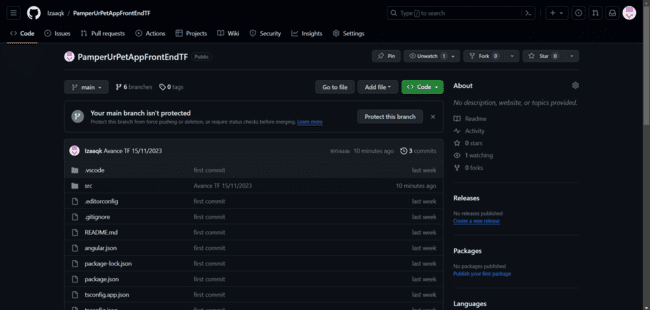 Izaaqk / PamperUrPetAppFrontEndTF
Type / to search
Code Issues Pull requests Actions Projects Wiki Security Insights Settings
PamperUrPetAppFrontEndTF Public
Pin Unwatch 1 Fork 0 Star 0
main 6 branches 0 tags Go to file Add file Code
Your main branch isn't protected
Protect this branch from force pushing or deletion, or require status checks before merging. Learn more
Protect this branch
Izaaqk Avance TF 15/11/2023 10 minutes ago 3 commits
.vscode first commit last week
src Avance TF 15/11/2023 10 minutes ago
.editorconfig first commit last week
.gitignore first commit last week
README.md first commit last week
angular.json first commit last week
package-lock.json first commit last week
package.json first commit last week
tsconfig.app.json first commit last week
tsconfig.json first commit last week
About
No description, website, or topics provided.
Readme
Activity
0 stars
1 watching
0 forks
Releases
No releases published
Create a new release
Packages
No packages published
Publish your first package
Languages